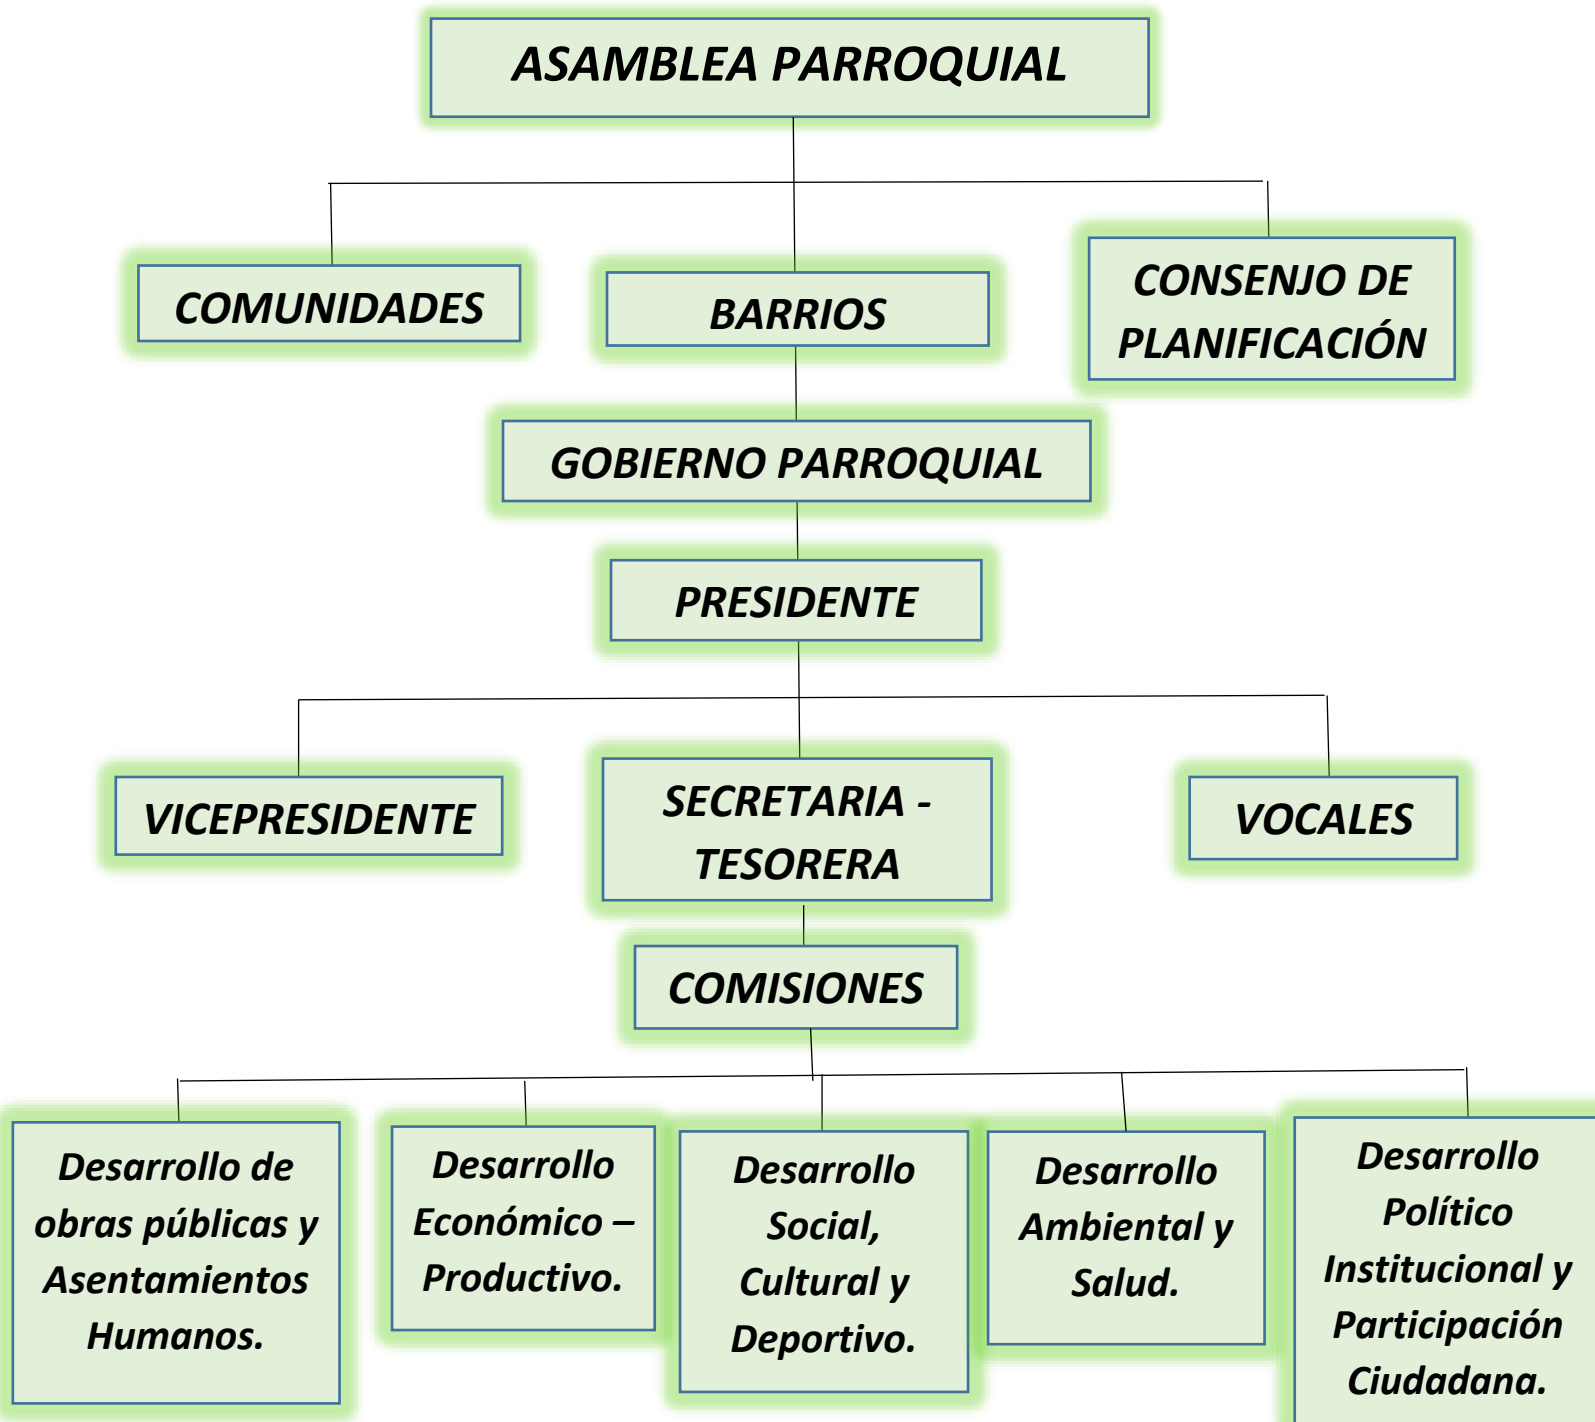 ASAMBLEA PARROQUIAL
COMUNIDADES
BARRIOS
CONSENJO DE
PLANIFICACIÓN
GOBIERNO PARROQUIAL
PRESIDENTE
VICEPRESIDENTE
SECRETARIA -
TESORERA
VOCALES
COMISIONES
Desarrollo de
obras públicas y
Asentamientos
Humanos.
Desarrollo
Económico –
Productivo.
Desarrollo
Social,
Cultural y
Deportivo.
Desarrollo
Ambiental y
Salud.
Desarrollo
Político
Institucional y
Participación
Ciudadana.